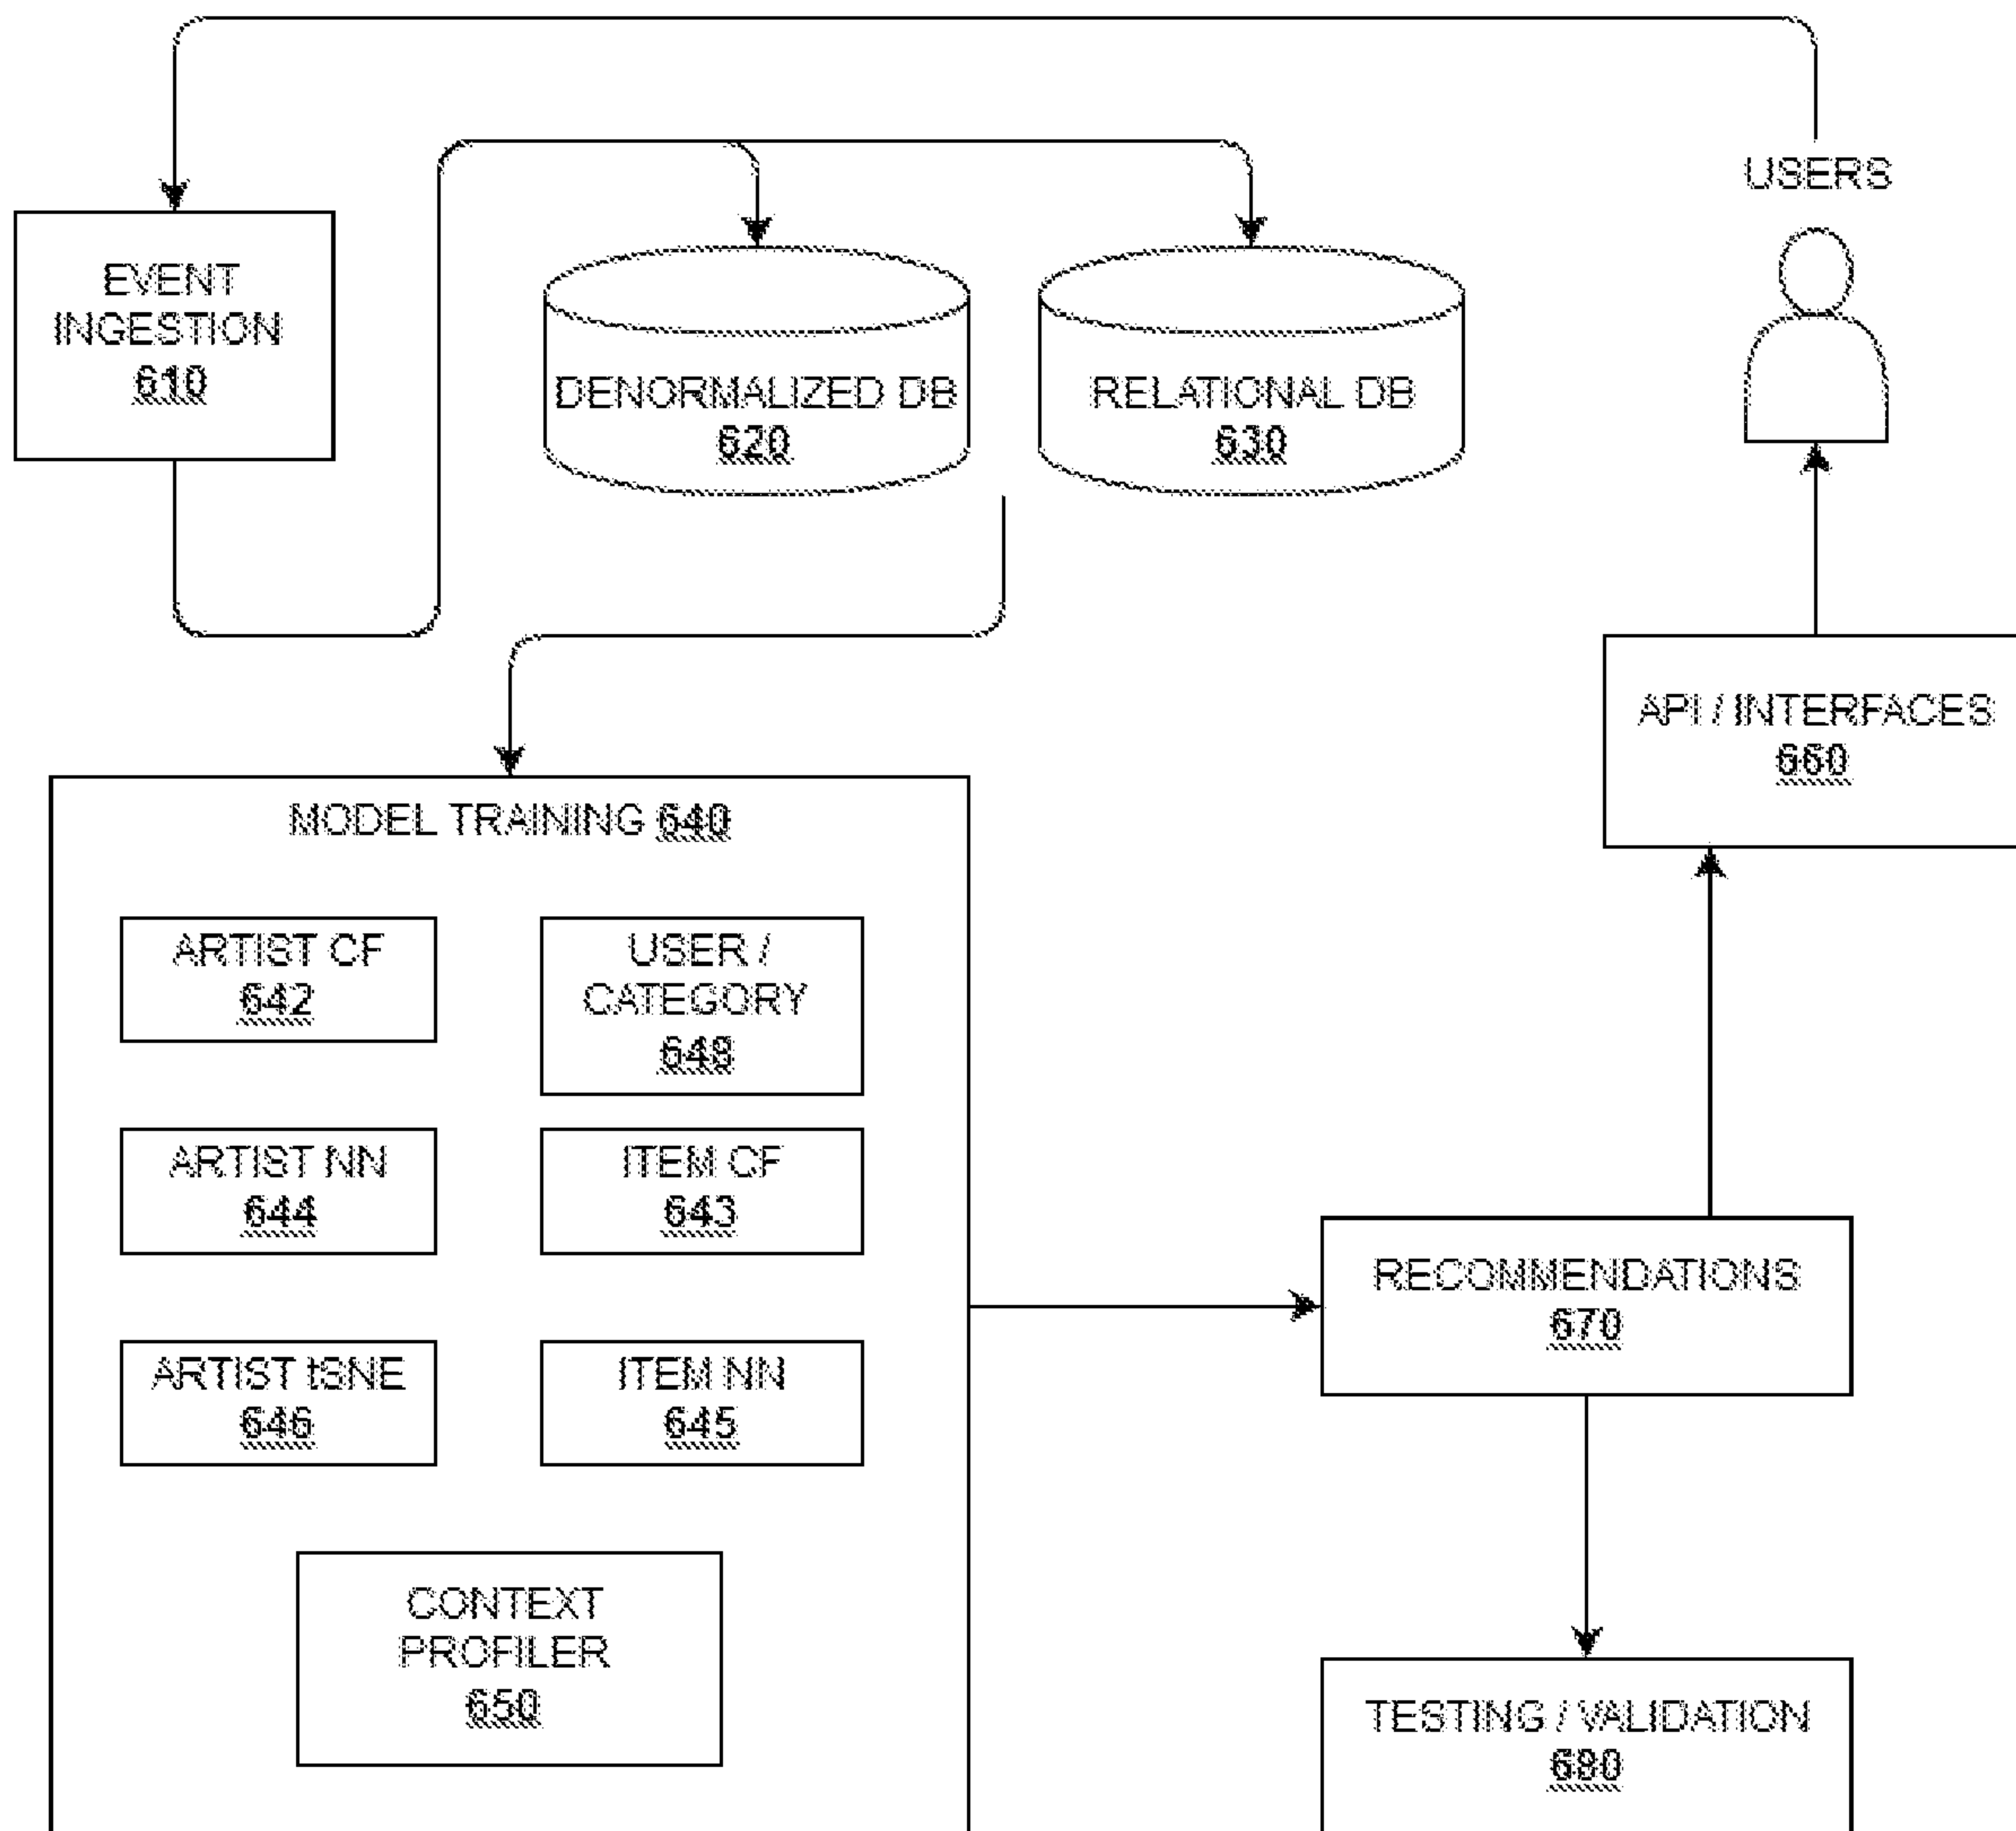 USERS
EVENT
INGESTION
610
DENORMALIZED DB
620
RELATIONAL DB
630
API / INTERFACES
660
MODEL TRAINING 640
ARTIST CF
642
USER /
CATEGORY
648
ARTIST NN
644
ITEM CF
643
ARTIST tSNE
646
ITEM NN
645
CONTEXT
PROFILER
650
RECOMMENDATIONS
670
TESTING / VALIDATION
680